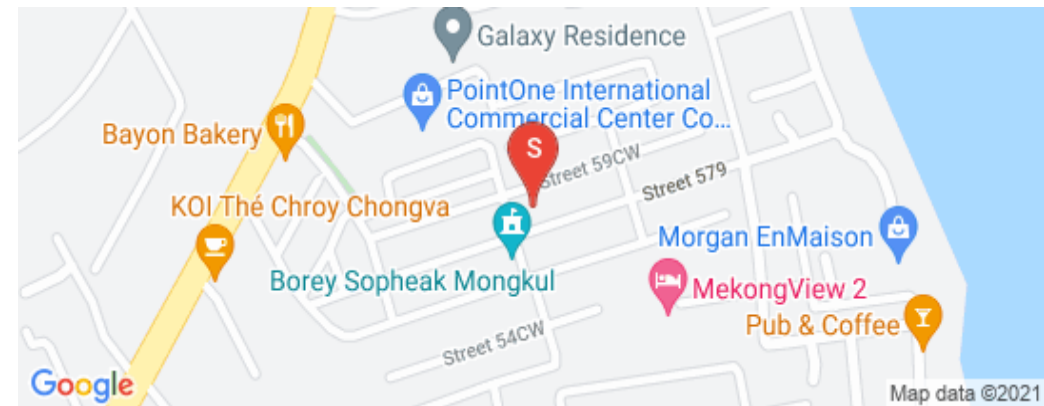 Galaxy Residence
PointOne International
Commercial Center Co...
Bayon Bakery
S
Street 59CW
Street 579
KOI Thé Chroy Chongva
Morgan EnMaison
Borey Sopheak Mongkul
MekongView 2
Pub & Coffee
Street 54CW
Google
Map data ©2021